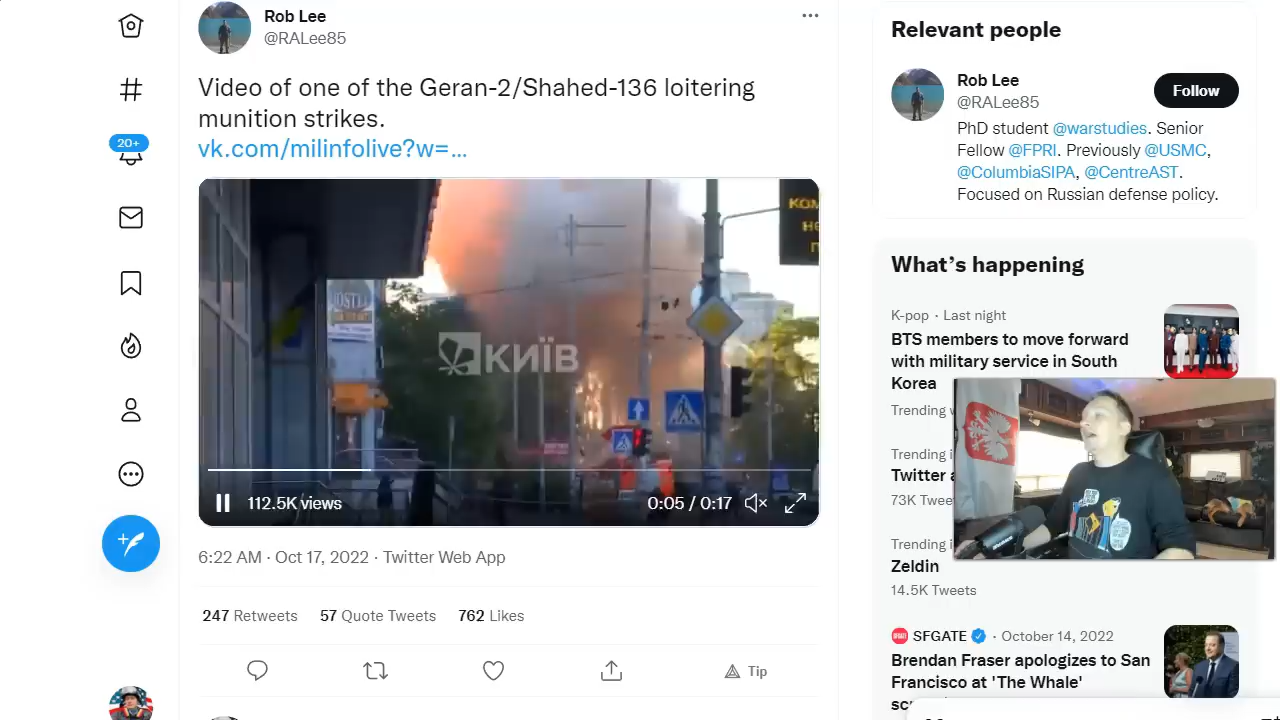 Rob Lee
@RALee85
Video of one of the Geran-2/Shahed-136 loitering
munition strikes.
vk.com/milinfolive?w=...
20+
КИЇВ
112.5K views
0:05 / 0:17
6:22 AM · Oct 17, 2022 · Twitter Web App
247 Retweets 57 Quote Tweets 762 Likes
Tip
Relevant people
Rob Lee
@RALee85
Follow
PhD student @warstudies. Senior
Fellow @FPRI. Previously @USMC,
@ColumbiaSIPA, @CentreAST.
Focused on Russian defense policy.
What's happening
K-pop · Last night
BTS members to move forward
with military service in South
Korea
Trending
Trending
Twitter
73K
Trending
Zeldin
14.5K Tweets
SFGATE · October 14, 2022
Brendan Fraser apologizes to San
Francisco at 'The Whale'